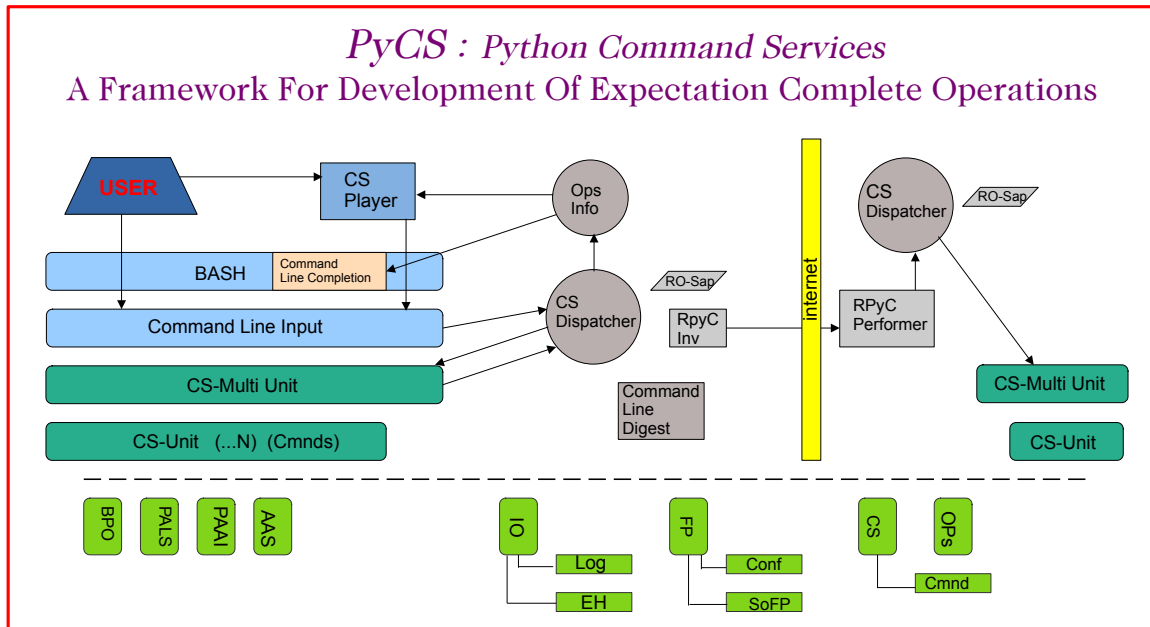 PyCS : Python Command Services
A Framework For Development Of Expectation Complete Operations
USER
CS
Player
Ops
Info
CS
Dispatcher
RO-Sap
BASH
Command
Line Completion
Command Line Input
CS
Dispatcher
RO-Sap
RpyC
Inv
internet
RPyC
Performer
CS-Multi Unit
Command
Line
Digest
CS-Multi Unit
CS-Unit (...N) (Cmnds)
CS-Unit
BPO
PALS
PAAI
AAS
IO
Log
EH
FP
Conf
SoFP
CS
OPs
Cmnd